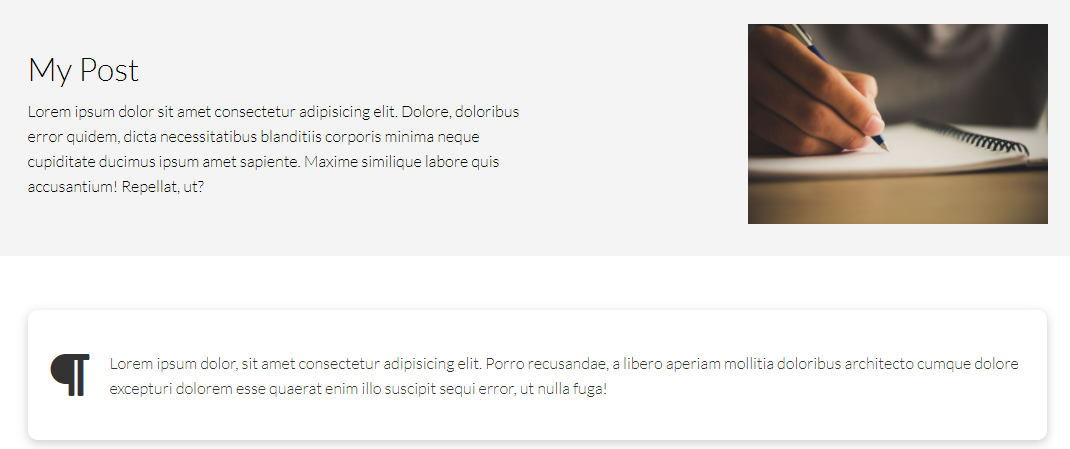 My Post
Lorem ipsum dolor sit amet consectetur adipisicing elit. Dolore, doloribus
error quidem, dicta necessitatibus blanditiis corporis minima neque
cupiditate ducimus ipsum amet sapiente. Maxime similique labore quis
accusantium! Repellat, ut?
¶
Lorem ipsum dolor, sit amet consectetur adipisicing elit. Porro recusandae, a libero aperiam mollitia doloribus architecto cumque dolore
excepturi dolorem esse quaerat enim illo suscipit sequi error, ut nulla fuga!